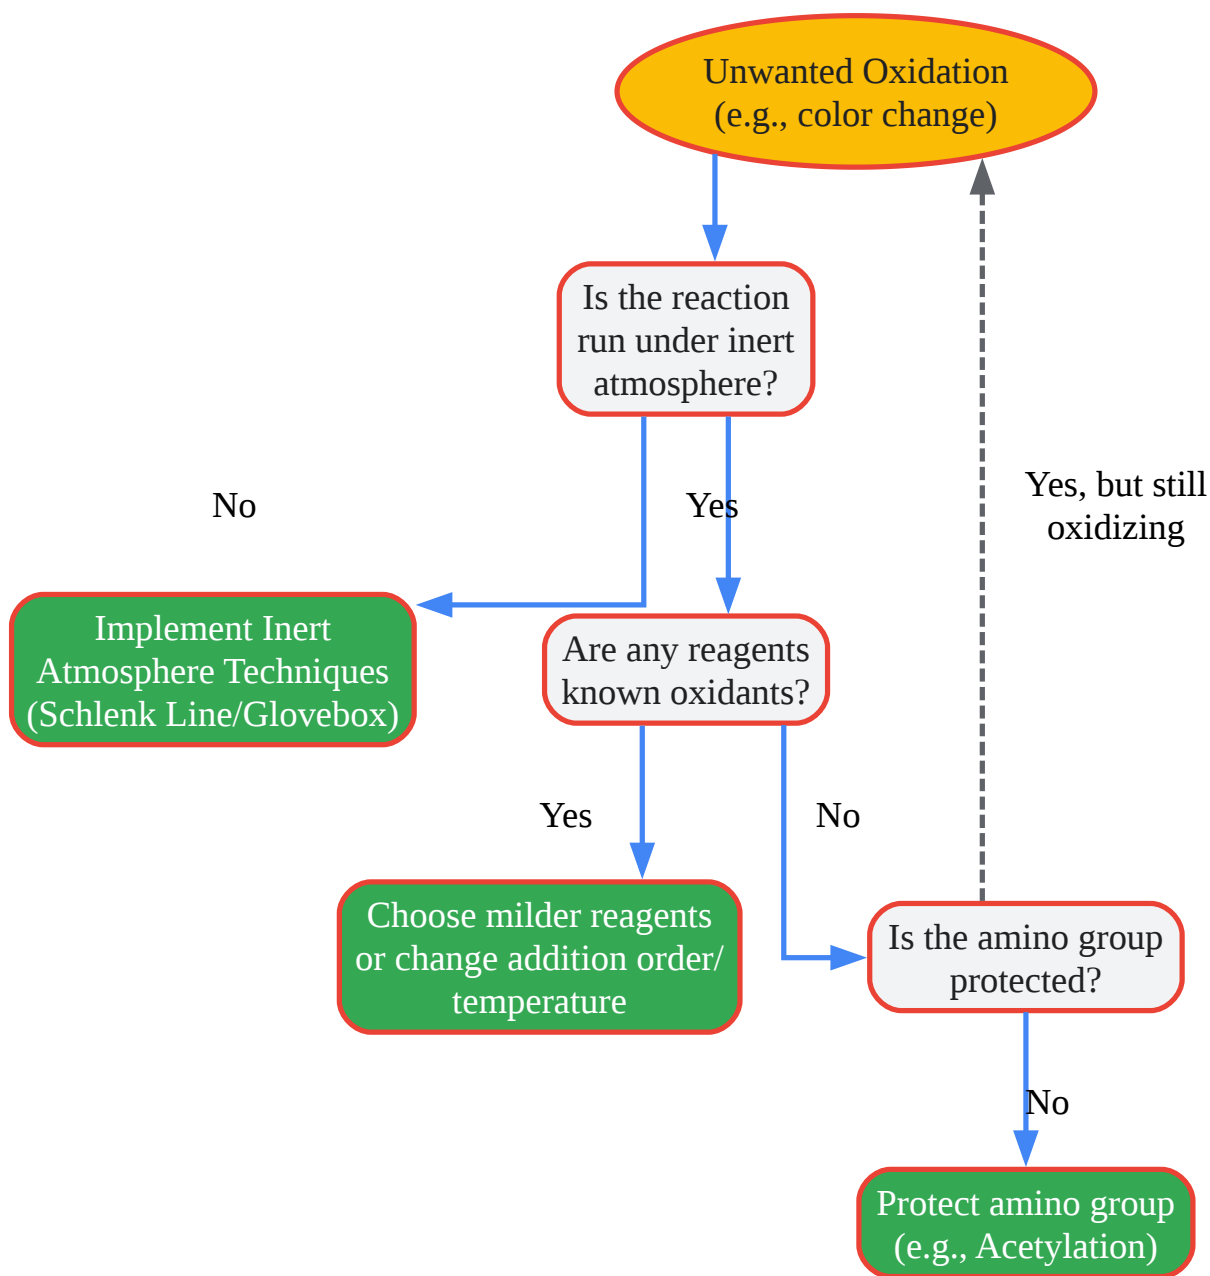 Unwanted Oxidation
(e.g., color change)
Is the reaction
run under inert
atmosphere?
No
Yes
Yes, but still
oxidizing
Implement Inert
Atmosphere Techniques
(Schlenk Line/Glovebox)
Are any reagents
known oxidants?
Yes
No
Choose milder reagents
or change addition order/
temperature
Is the amino group
protected?
No
Protect amino group
(e.g., Acetylation)